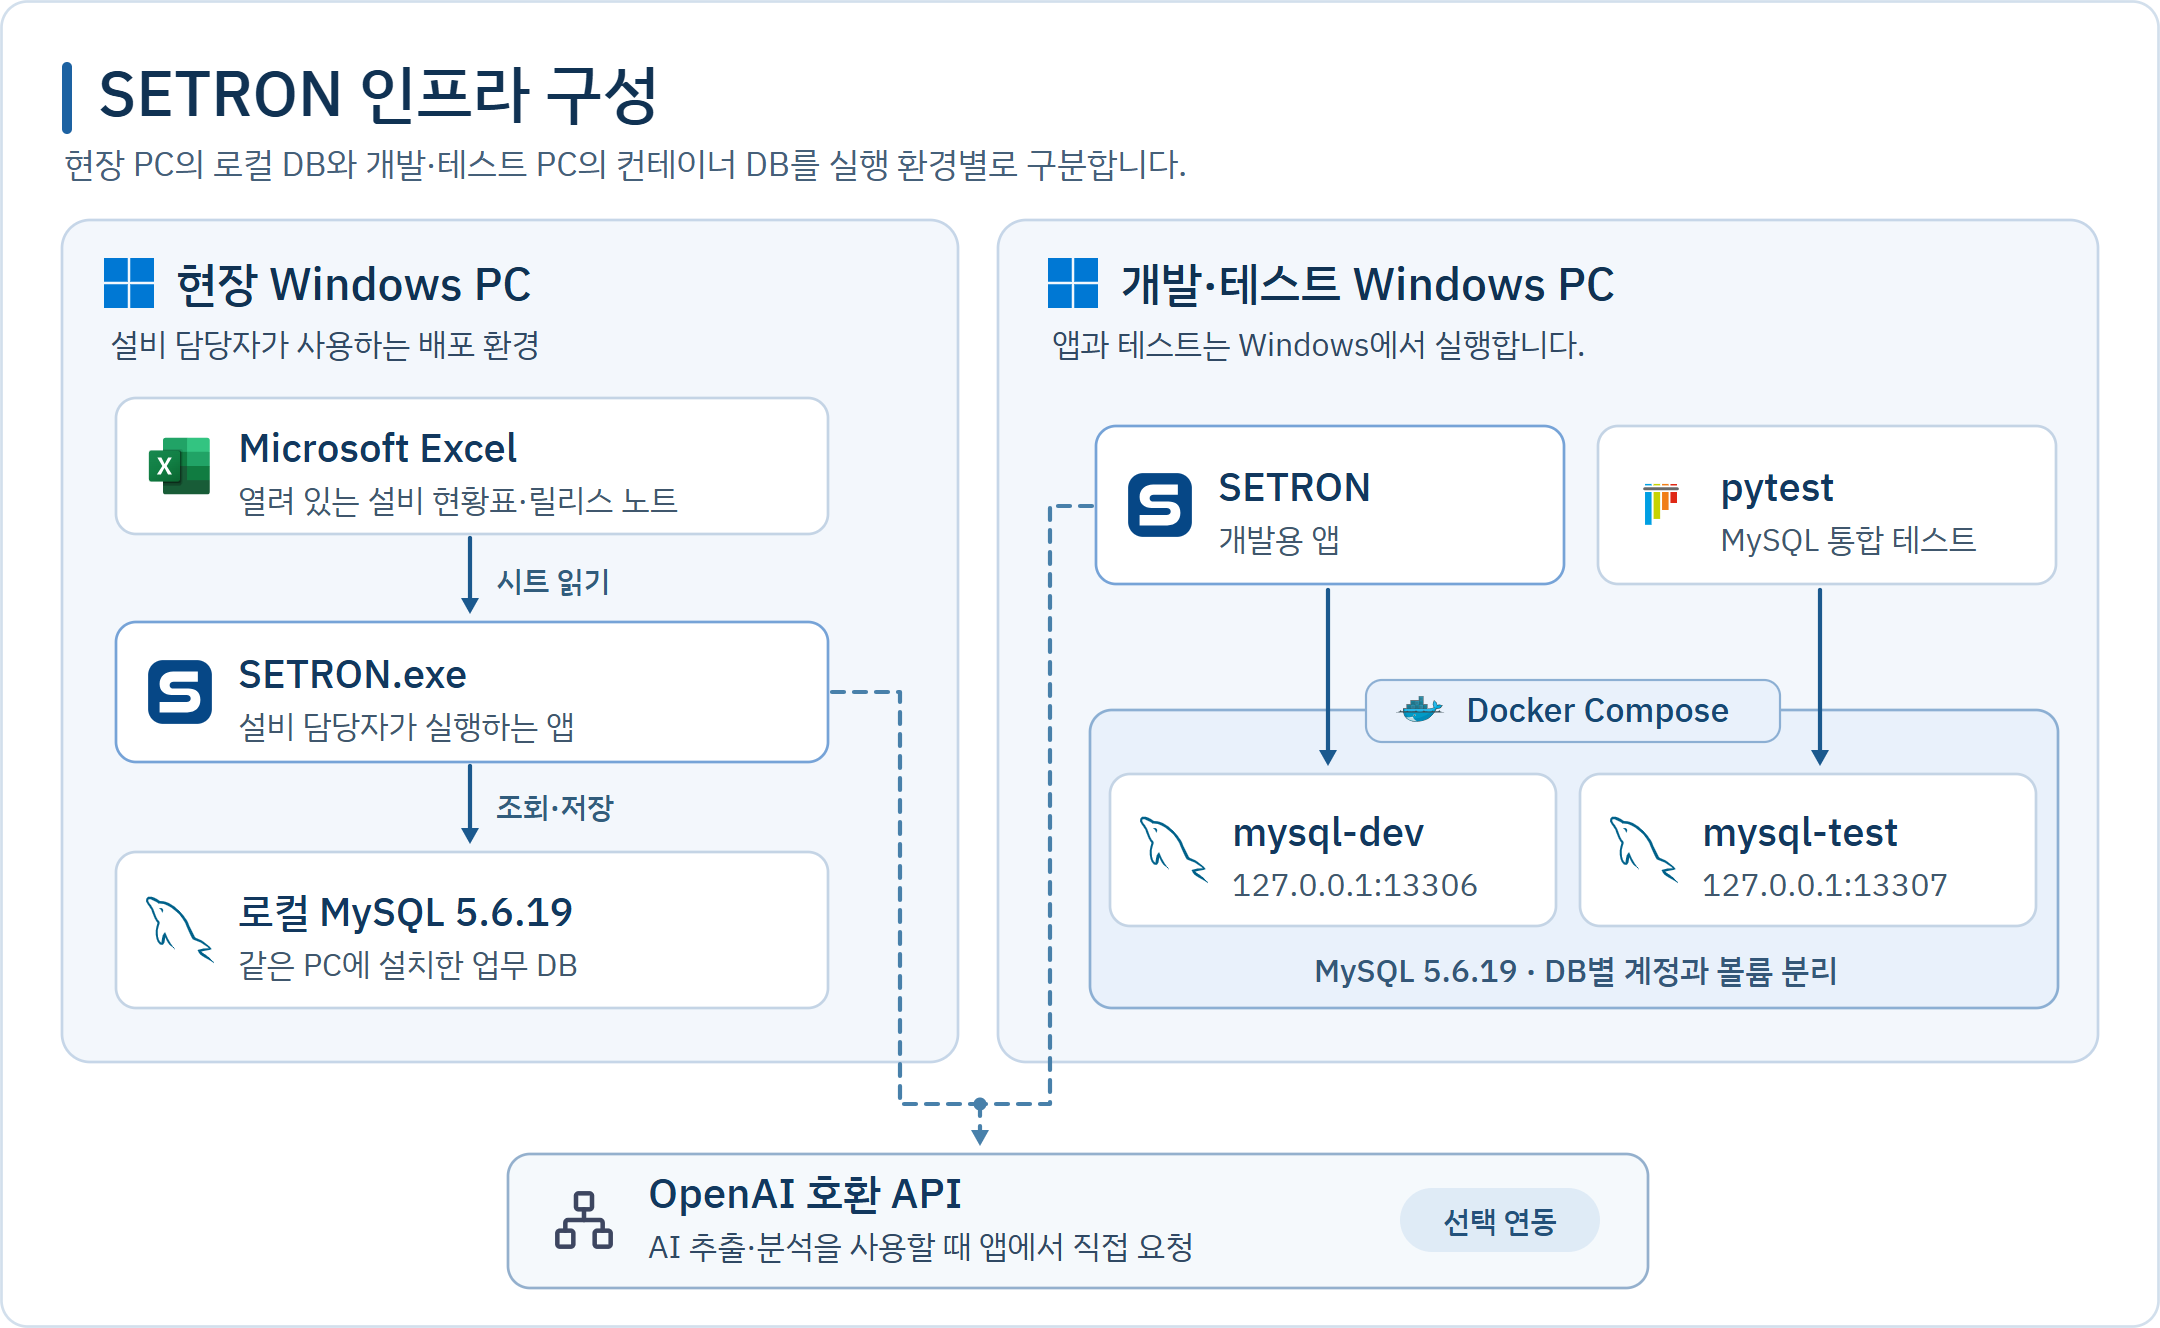 SETRON 인프라 구성
현장 PC의 로컬 DB와 개발·테스트 PC의 컨테이너 DB를 실행 환경별로 구분합니다.
현장 Windows PC
설비 담당자가 사용하는 배포 환경
X
Microsoft Excel
열려 있는 설비 현황표·릴리스 노트
시트 읽기
S
SETRON.exe
설비 담당자가 실행하는 앱
조회·저장
로컬 MySQL 5.6.19
같은 PC에 설치한 업무 DB
개발·테스트 Windows PC
앱과 테스트는 Windows에서 실행합니다.
S
SETRON
개발용 앱
pytest
MySQL 통합 테스트
Docker Compose
mysql-dev
127.0.0.1:13306
mysql-test
127.0.0.1:13307
MySQL 5.6.19 · DB별 계정과 볼륨 분리
OpenAI 호환 API
AI 추출·분석을 사용할 때 앱에서 직접 요청
선택 연동